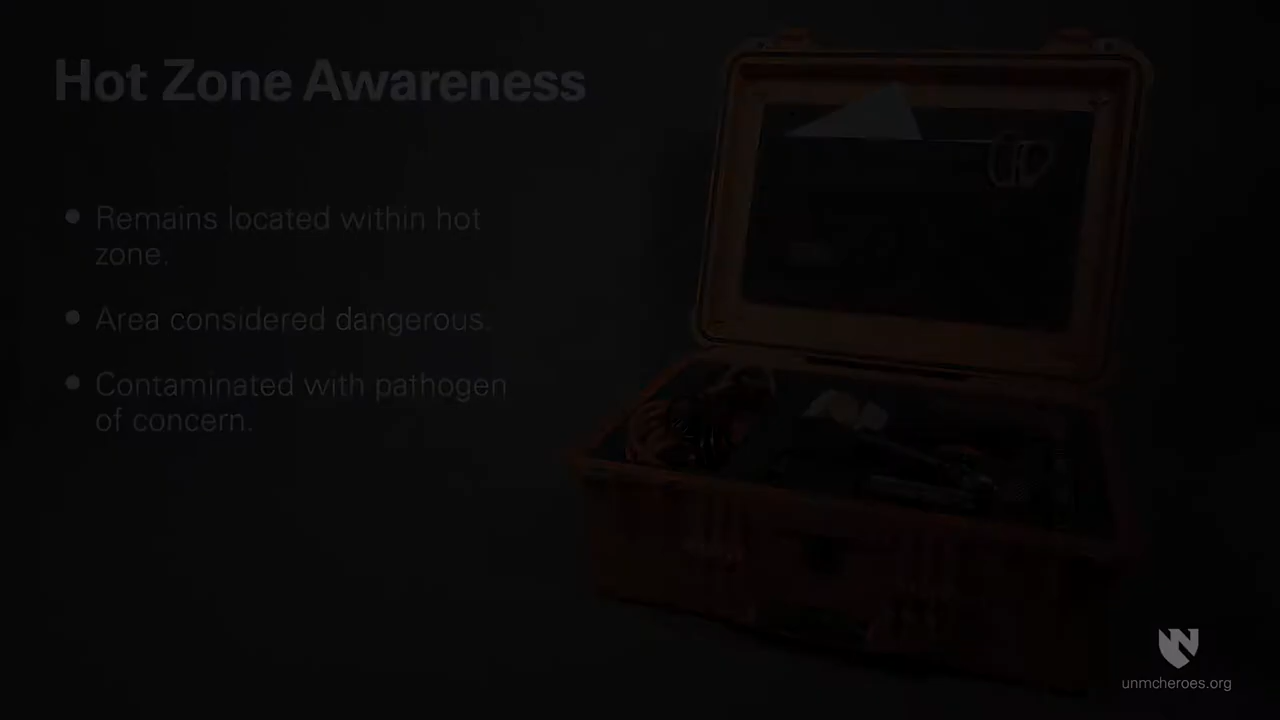 Hot Zone Awareness
● Remains located within hot
zone.
● Area considered dangerous.
● Contaminated with pathogen
of concern.
unmcheroes.org